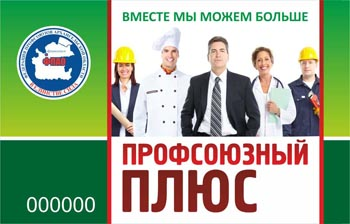 ВМЕСТЕ МЫ МОЖЕМ БОЛЬШЕ
ПРОФСОЮЗНЫЙ
ПЛЮС
000000